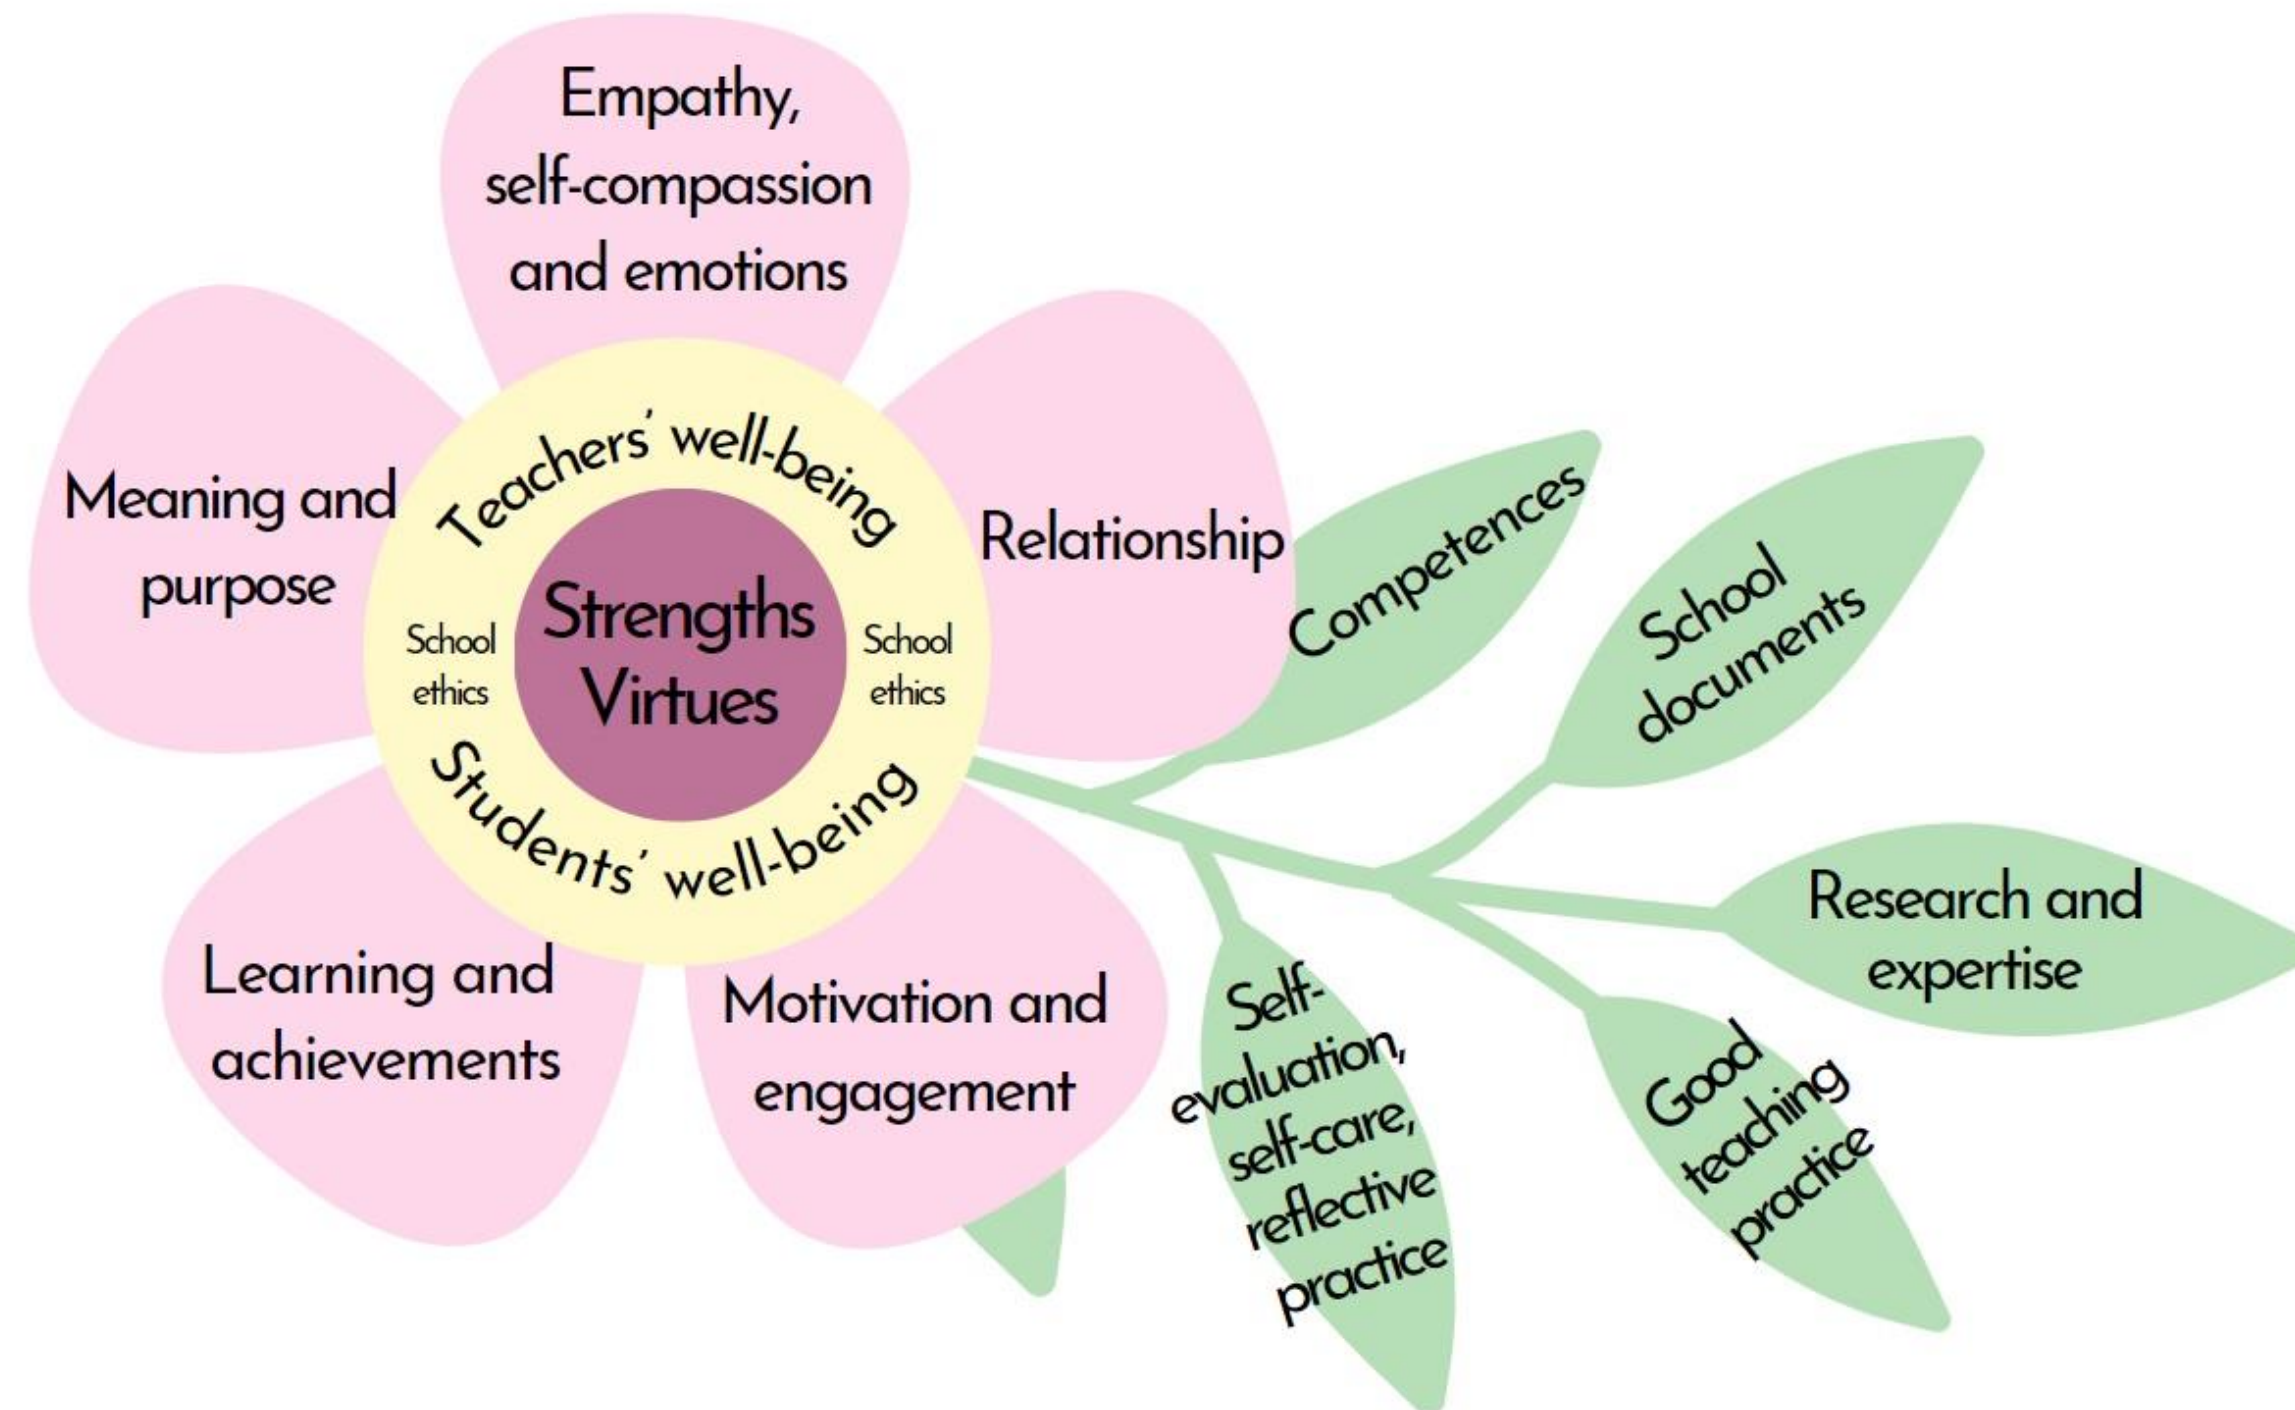 Empathy,
self-compassion
and emotions
Meaning and
purpose
Relationship
Teachers’ well-being
School
ethics
Strengths
Virtues
School
ethics
Students’ well-being
Learning and
achievements
Motivation and
engagement
Competences
School
documents
Research and
expertise
Good
teaching
practice
Self-
evaluation,
self-care,
reflective
practice